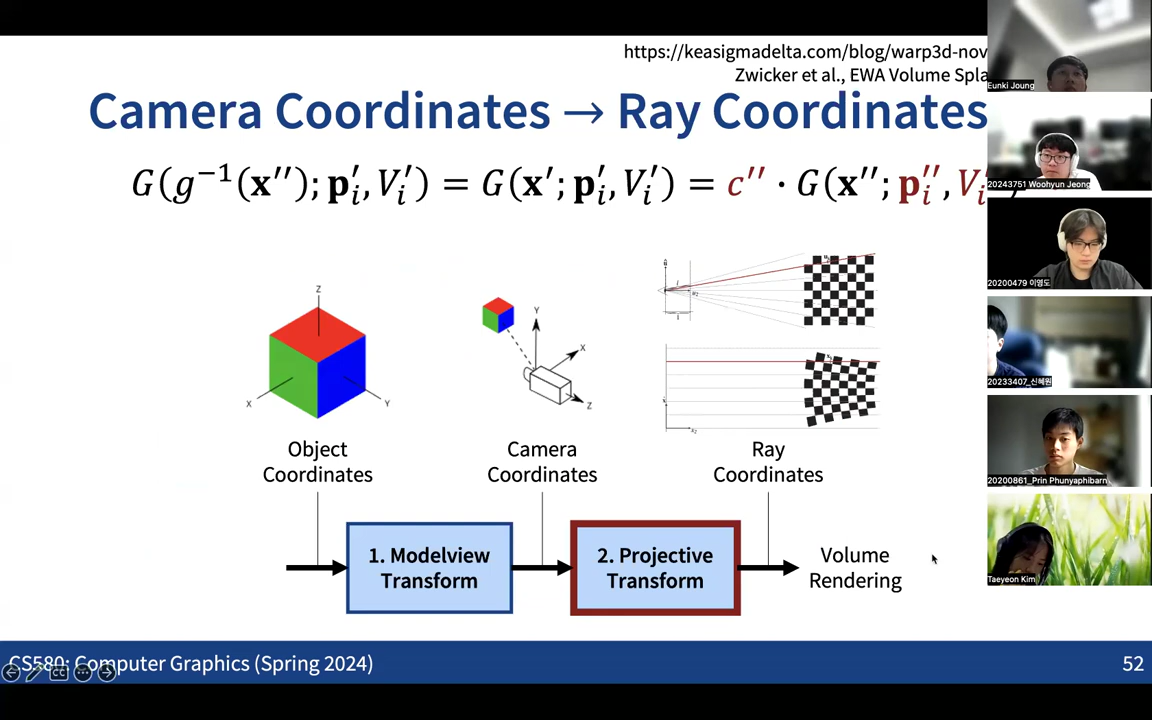 https://keasigmadelta.com/blog/warp3d-nov
Zwicker et al., EWA Volume Spla
Camera Coordinates → Ray Coordinates
G(g⁻¹(x′′); p′ᵢ, V′ᵢ) = G(x′; p′ᵢ, V′ᵢ) = c′′ · G(x′′; p′′ᵢ, V′ᵢ
Z
X
Y
Y
X
Z
Object
Coordinates
Camera
Coordinates
Ray
Coordinates
1. Modelview
Transform
2. Projective
Transform
Volume
Rendering
CS580: Computer Graphics (Spring 2024)
52
Eunki Joung
20243751 Woohyun Jeong
20200479 이영도
20233407_신혜원
20200861_Prin Phunyaphibarn
Taeyeon Kim